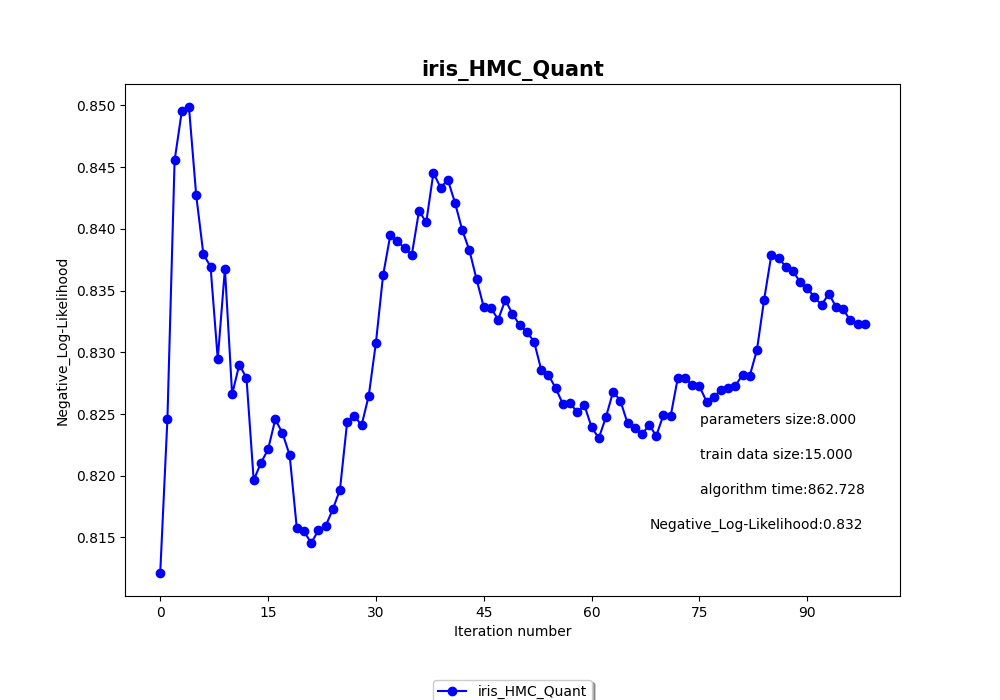 iris_HMC_Quant
Negative_Log-Likelihood
0.850
0.845
0.840
0.835
0.830
0.825
0.820
0.815
parameters size:8.000
train data size:15.000
algorithm time:862.728
Negative_Log-Likelihood:0.832
0 15 30 45 60 75 90
Iteration number
iris_HMC_Quant